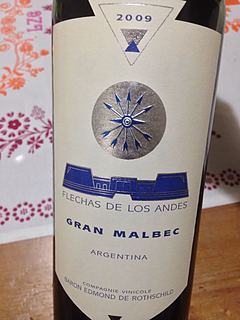 2009
FLECHAS DE LOS ANDES
GRAN MALBEC
ARGENTINA
COMPAGNIE VINICOLE
BARON EDMOND DE ROTHSCHILD